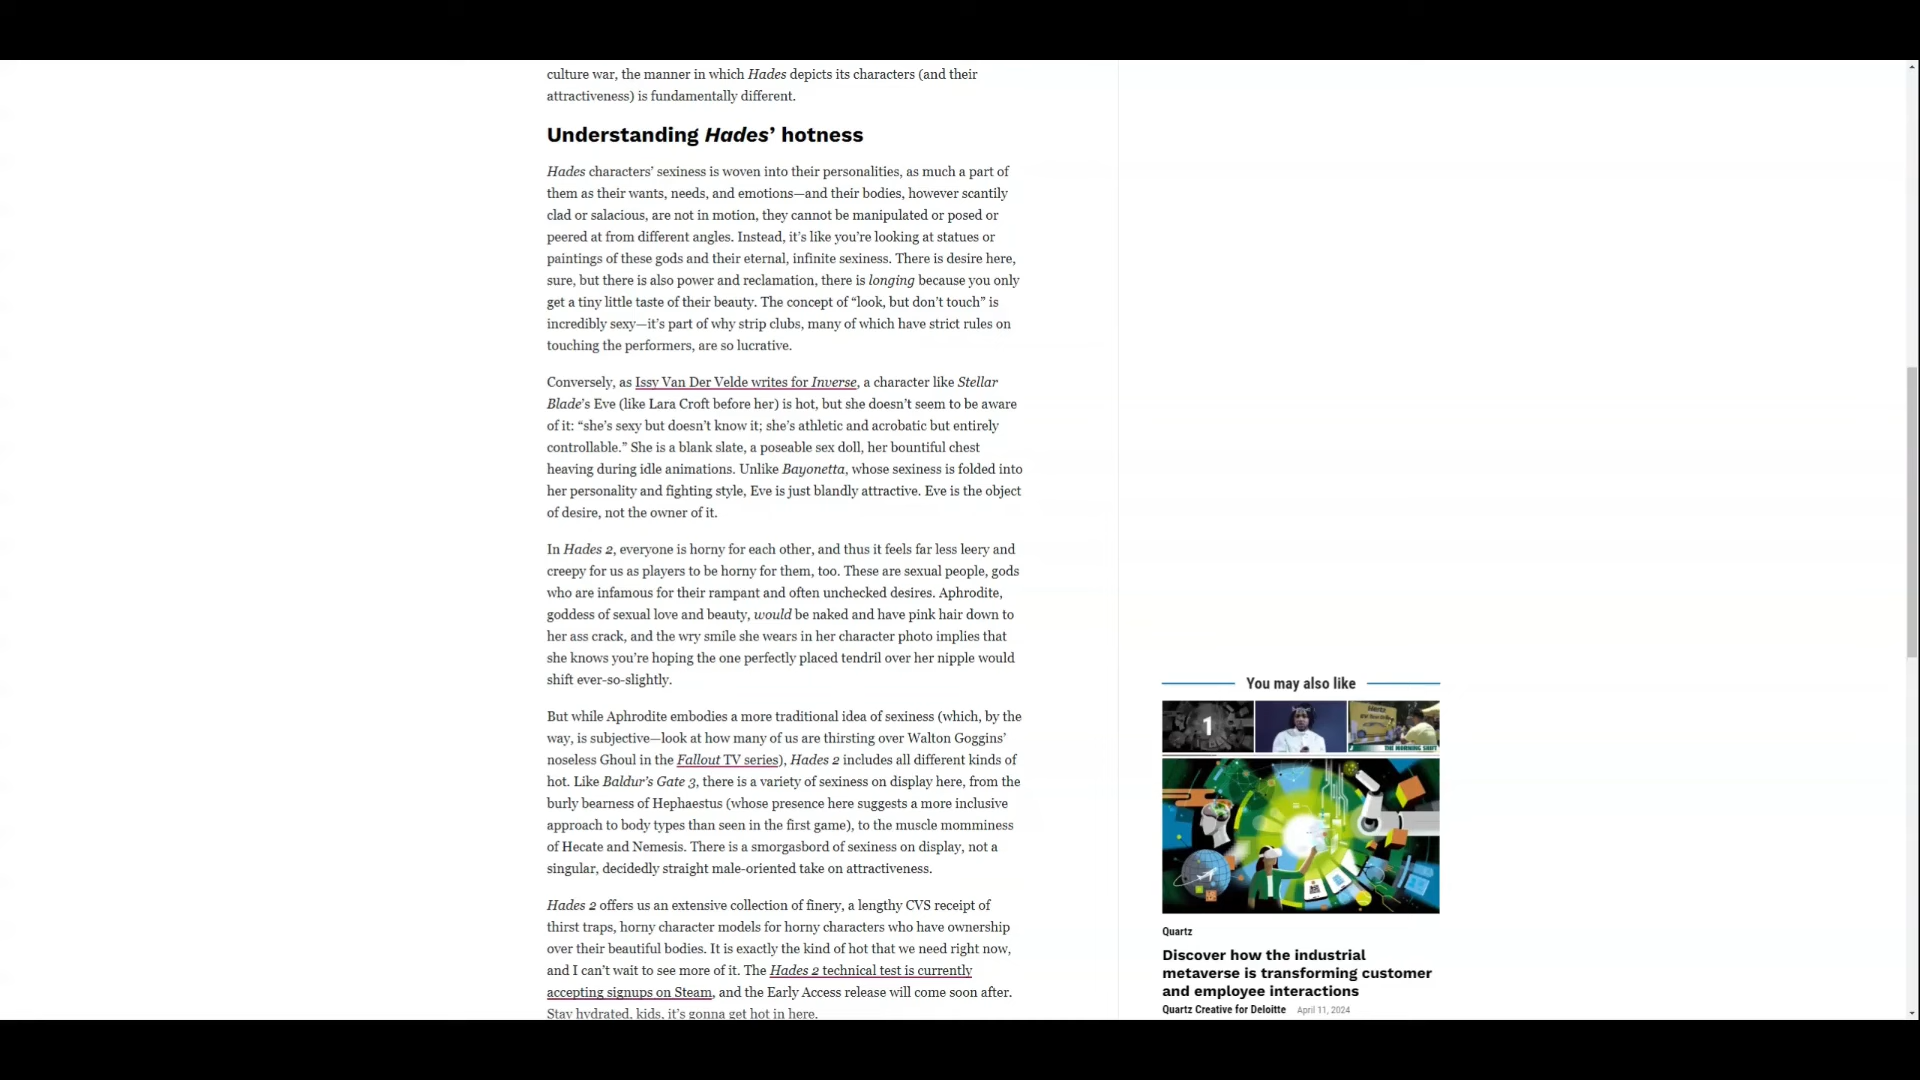 culture war, the manner in which Hades depicts its characters (and their
attractiveness) is fundamentally different.
Understanding Hades’ hotness
Hades characters’ sexiness is woven into their personalities, as much a part of
them as their wants, needs, and emotions—and their bodies, however scantily
clad or salacious, are not in motion, they cannot be manipulated or posed or
peered at from different angles. Instead, it’s like you’re looking at statues or
paintings of these gods and their eternal, infinite sexiness. There is desire here,
sure, but there is also power and reclamation, there is longing because you only
get a tiny little taste of their beauty. The concept of “look, but don’t touch” is
incredibly sexy—it’s part of why strip clubs, many of which have strict rules on
touching the performers, are so lucrative.
Conversely, as Issy Van Der Velde writes for Inverse, a character like Stellar
Blade’s Eve (like Lara Croft before her) is hot, but she doesn’t seem to be aware
of it: “she’s sexy but doesn’t know it; she’s athletic and acrobatic but entirely
controllable.” She is a blank slate, a poseable sex doll, her bountiful chest
heaving during idle animations. Unlike Bayonetta, whose sexiness is folded into
her personality and fighting style, Eve is just blandly attractive. Eve is the object
of desire, not the owner of it.
In Hades 2, everyone is horny for each other, and thus it feels far less leery and
creepy for us as players to be horny for them, too. These are sexual people, gods
who are infamous for their rampant and often unchecked desires. Aphrodite,
goddess of sexual love and beauty, would be naked and have pink hair down to
her ass crack, and the wry smile she wears in her character photo implies that
she knows you’re hoping the one perfectly placed tendril over her nipple would
shift ever-so-slightly.
But while Aphrodite embodies a more traditional idea of sexiness (which, by the
way, is subjective—look at how many of us are thirsting over Walton Goggins’
noseless Ghoul in the Fallout TV series), Hades 2 includes all different kinds of
hot. Like Baldur’s Gate 3, there is a variety of sexiness on display here, from the
burly bearness of Hephaestus (whose presence here suggests a more inclusive
approach to body types than seen in the first game), to the muscle momminess
of Hecate and Nemesis. There is a smorgasbord of sexiness on display, not a
singular, decidedly straight male-oriented take on attractiveness.
Hades 2 offers us an extensive collection of finery, a lengthy CVS receipt of
thirst traps, horny character models for horny characters who have ownership
over their beautiful bodies. It is exactly the kind of hot that we need right now,
and I can’t wait to see more of it. The Hades 2 technical test is currently
accepting signups on Steam, and the Early Access release will come soon after.
Stay hydrated, kids, it’s gonna get hot in here.
You may also like
1
Hertz
THE MORNING SHIFT
Quartz
Discover how the industrial
metaverse is transforming customer
and employee interactions
Quartz Creative for Deloitte April 11, 2024